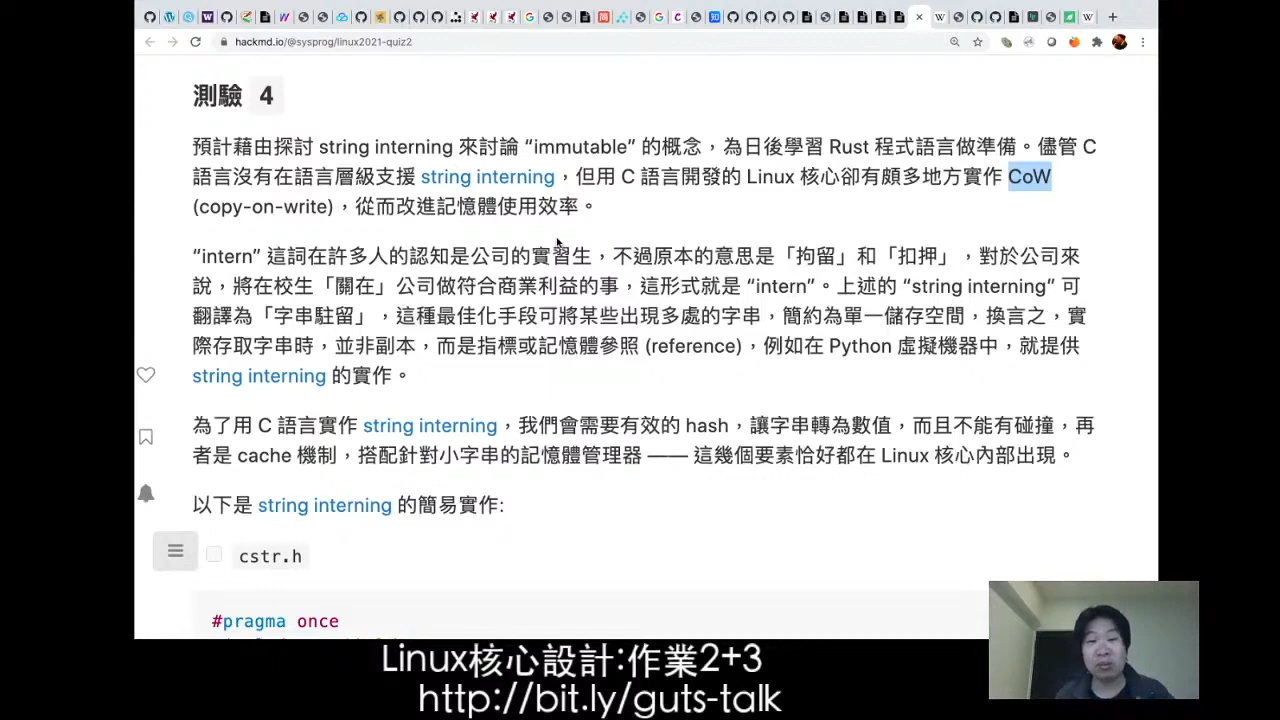 hackmd.io/@sysprog/linux2021-quiz2
測驗 4
預計藉由探討 string interning 來討論 “immutable” 的概念，為日後學習 Rust 程式語言做準備。儘管 C
語言沒有在語言層級支援 string interning，但用 C 語言開發的 Linux 核心卻有頗多地方實作 CoW
(copy-on-write)，從而改進記憶體使用效率。
“intern” 這詞在許多人的認知是公司的實習生，不過原本的意思是「拘留」和「扣押」，對於公司來
說，將在校生「關在」公司做符合商業利益的事，這形式就是 “intern”。上述的 “string interning” 可
翻譯為「字串駐留」，這種最佳化手段可將某些出現多處的字串，簡約為單一儲存空間，換言之，實
際存取字串時，並非副本，而是指標或記憶體參照 (reference)，例如在 Python 虛擬機器中，就提供
string interning 的實作。
為了用 C 語言實作 string interning，我們會需要有效的 hash，讓字串轉為數值，而且不能有碰撞，再
者是 cache 機制，搭配針對小字串的記憶體管理器 —— 這幾個要素恰好都在 Linux 核心內部出現。
以下是 string interning 的簡易實作:
cstr.h
#pragma once
Linux核心設計:作業2+3
http://bit.ly/guts-talk